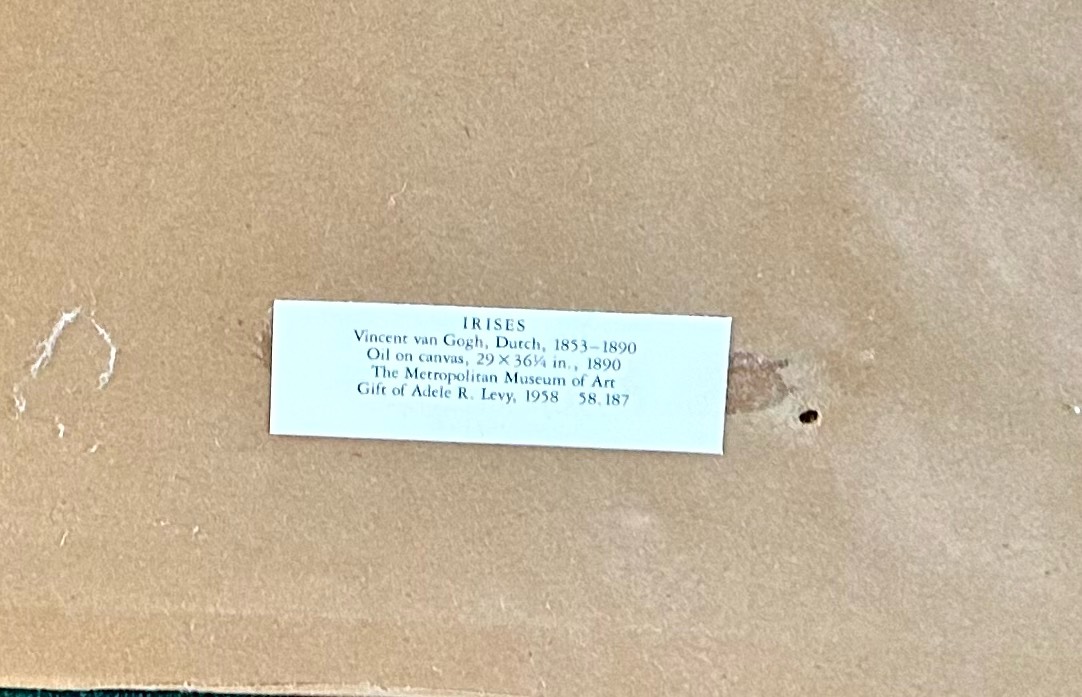 IRISES
Vincent van Gogh, Dutch, 1853–1890
Oil on canvas, 29 × 36¼ in., 1890
The Metropolitan Museum of Art
Gift of Adele R. Levy, 1958 58.187